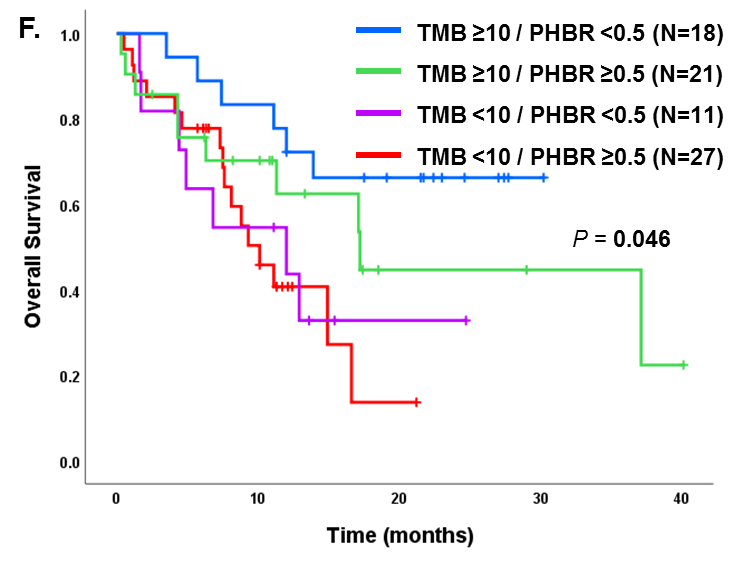 F.
TMB ≥10 / PHBR <0.5 (N=18)
TMB ≥10 / PHBR ≥0.5 (N=21)
TMB <10 / PHBR <0.5 (N=11)
TMB <10 / PHBR ≥0.5 (N=27)
P = 0.046
Overall Survival
1.0
0.8
0.6
0.4
0.2
0.0
0 10 20 30 40
Time (months)